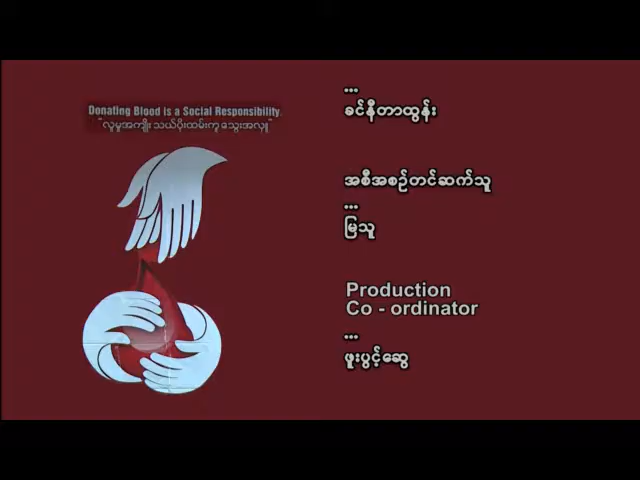 Donating Blood is a Social Responsibility.
"လူမှုအကျိုး သယ်ပိုးထမ်းကူ သွေးအလှူ"
...
ခင်နီတာထွန်း
အစီအစဉ်တင်ဆက်သူ
...
မြသူ
Production
Co - ordinator
...
ဖူးပွင့်ဆွေ